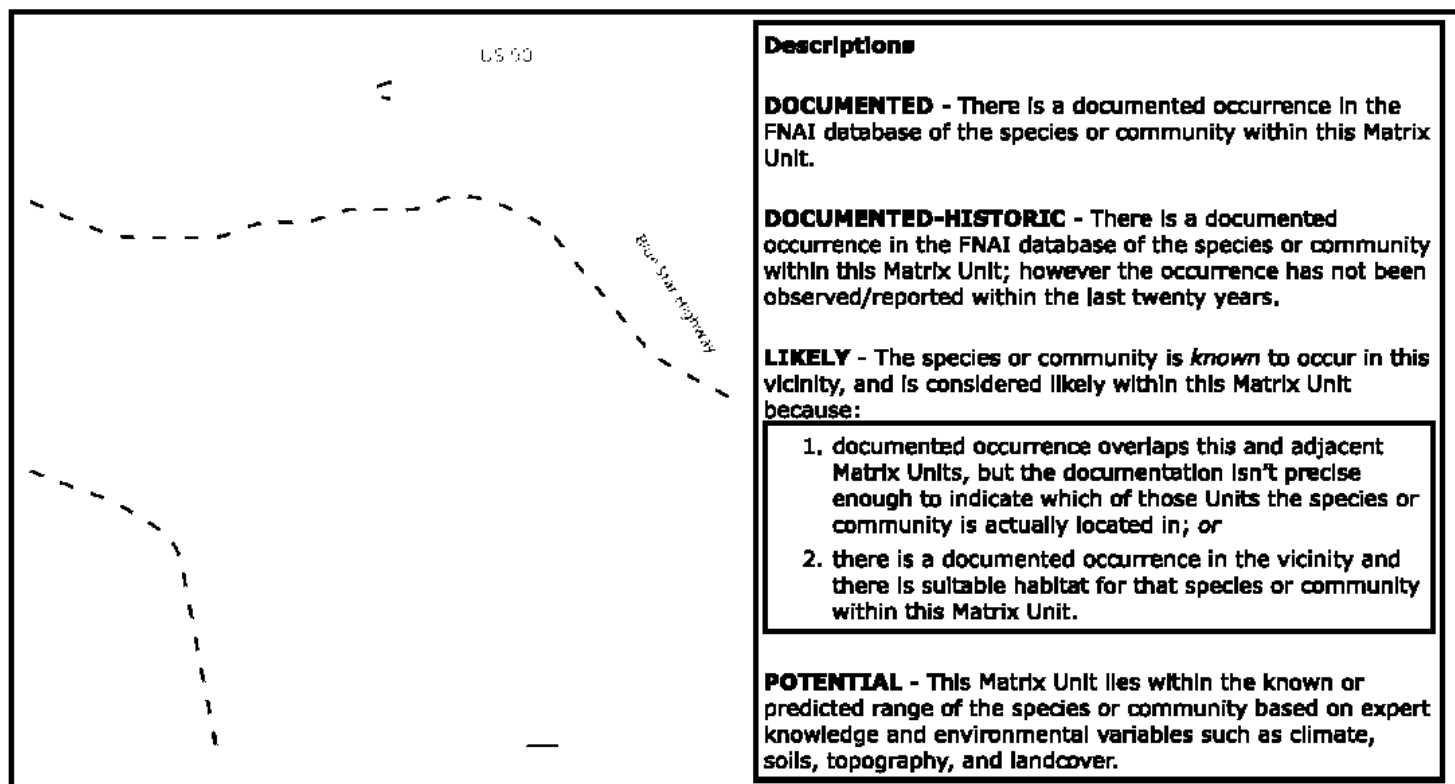 US 90
Blue Star Highway
Descriptions
DOCUMENTED - There is a documented occurrence in the
FNAI database of the species or community within this Matrix
Unit.
DOCUMENTED-HISTORIC - There is a documented
occurrence in the FNAI database of the species or community
within this Matrix Unit; however the occurrence has not been
observed/reported within the last twenty years.
LIKELY - The species or community is known to occur in this
vicinity, and is considered likely within this Matrix Unit
because:
1. documented occurrence overlaps this and adjacent
Matrix Units, but the documentation isn't precise
enough to indicate which of those Units the species or
community is actually located in; or
2. there is a documented occurrence in the vicinity and
there is suitable habitat for that species or community
within this Matrix Unit.
POTENTIAL - This Matrix Unit lies within the known or
predicted range of the species or community based on expert
knowledge and environmental variables such as climate,
soils, topography, and landcover.